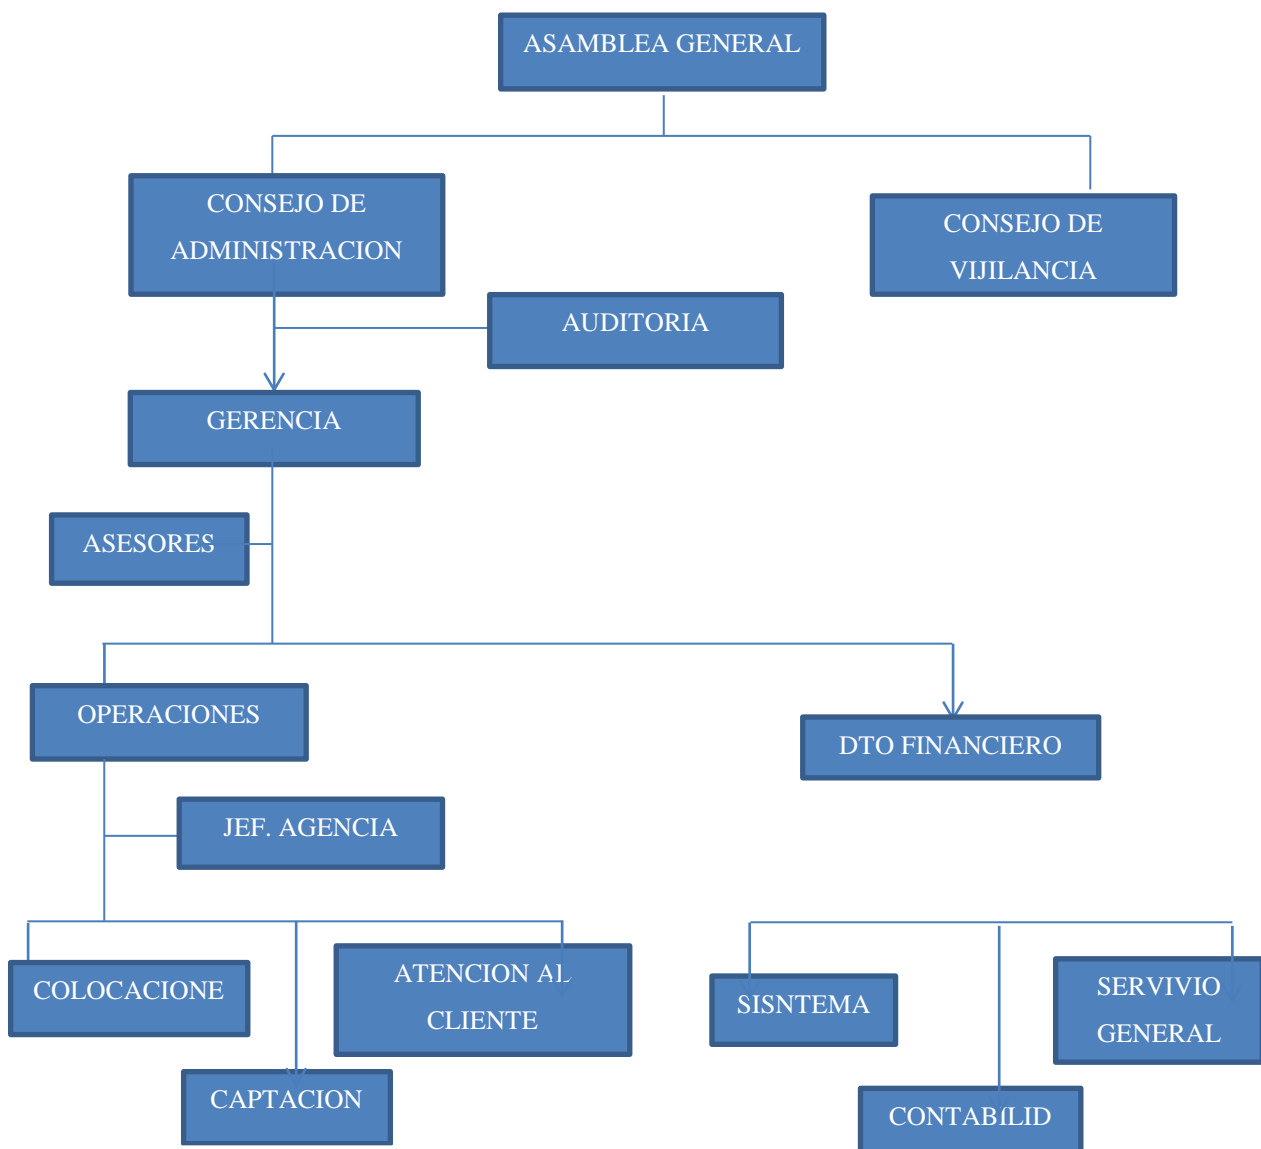 ASAMBLEA GENERAL
CONSEJO DE
ADMINISTRACION
CONSEJO DE
VIJILANCIA
AUDITORIA
GERENCIA
ASESORES
OPERACIONES
DTO FINANCIERO
JEF. AGENCIA
COLOCACIONE
ATENCION AL
CLIENTE
CAPTACION
SISNTEMA
SERVIVIO
GENERAL
CONTABILID